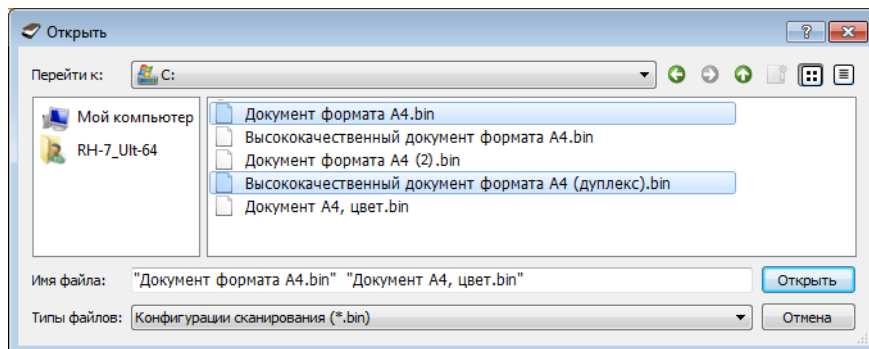 Открыть
Перейти к:
C:
Мой компьютер
RH-7_Ult-64
Документ формата A4.bin
Высококачественный документ формата A4.bin
Документ формата A4 (2).bin
Высококачественный документ формата A4 (дуплекс).bin
Документ A4, цвет.bin
Имя файла: "Документ формата A4.bin" "Документ A4, цвет.bin" Открыть
Типы файлов: Конфигурации сканирования (*.bin) Отмена